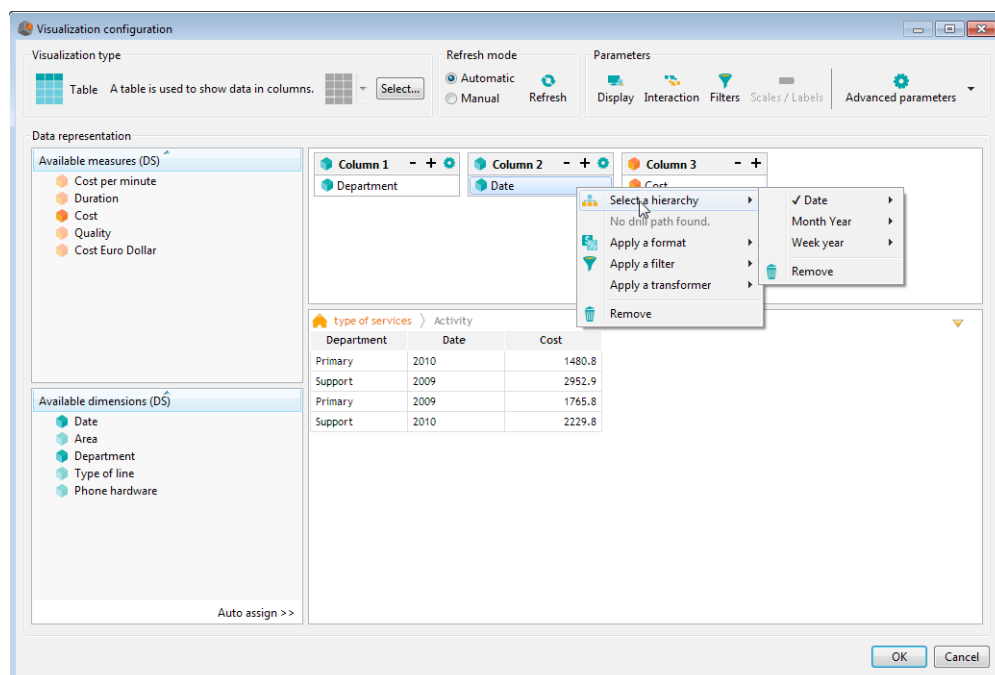 Visualization configuration
Visualization type
Refresh mode
Parameters
Table A table is used to show data in columns.
Select...
Automatic
Manual
Refresh
Display Interaction Filters Scales / Labels Advanced parameters
Data representation
Available measures (DS)
Cost per minute
Duration
Cost
Quality
Cost Euro Dollar
Available dimensions (DS)
Date
Area
Department
Type of line
Phone hardware
Auto assign >>
Column 1 - +
Column 2 - +
Column 3 - +
Department
Date
Cost
Select a hierarchy
No drill path found.
Apply a format
Apply a filter
Apply a transformer
Remove
✓ Date
Month Year
Week year
Remove
type of services Activity
Department Date Cost
Primary 2010 1480.8
Support 2009 2952.9
Primary 2009 1765.8
Support 2010 2229.8
OK Cancel